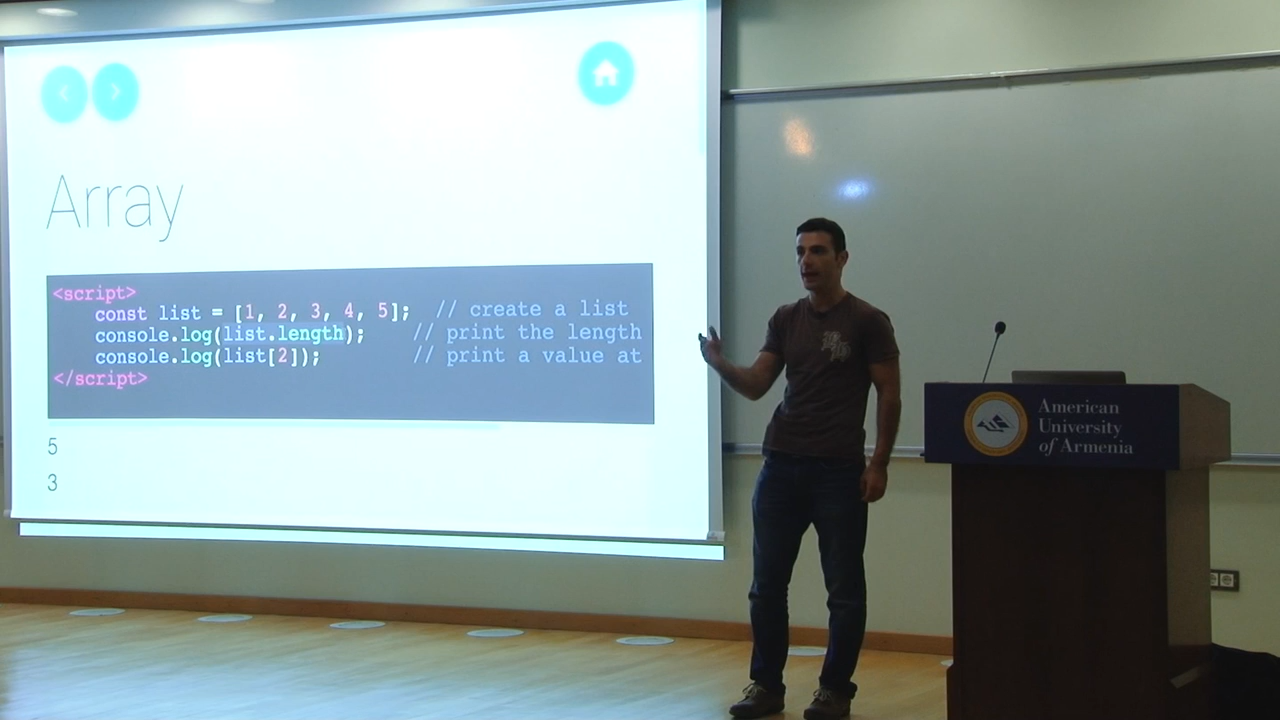 Array
<script>
const list = [1, 2, 3, 4, 5]; // create a list
console.log(list.length); // print the length
console.log(list[2]); // print a value at
</script>
5
3
American
University
of Armenia